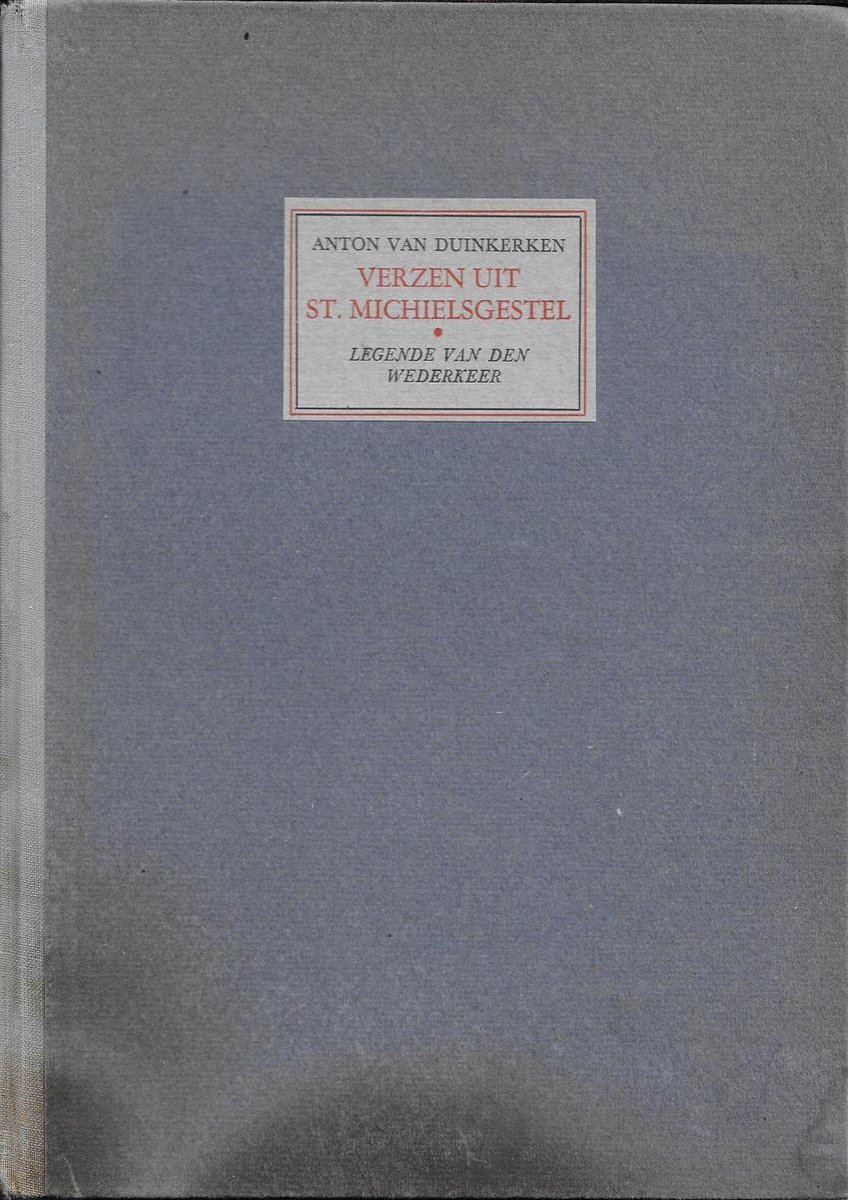 ANTON VAN DUINKERKEN
VERZEN UIT
ST. MICHIELSGESTEL
•
LEGENDE VAN DEN
WEDERKEER